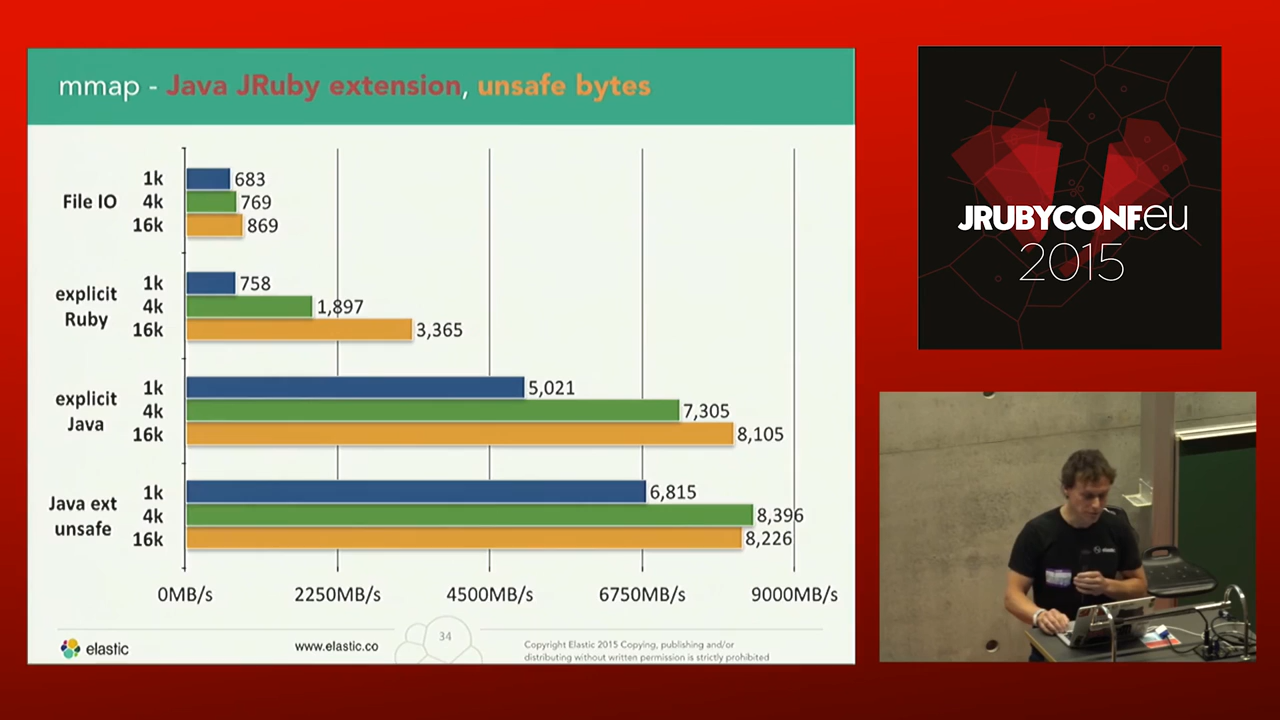 mmap - Java JRuby extension, unsafe bytes
File IO
1k 683
4k 769
16k 869
explicit Ruby
1k 758
4k 1,897
16k 3,365
explicit Java
1k 5,021
4k 7,305
16k 8,105
Java ext unsafe
1k 6,815
4k 8,396
16k 8,226
0MB/s 2250MB/s 4500MB/s 6750MB/s 9000MB/s
elastic
www.elastic.co
34
Copyright Elastic 2015 Copying, publishing and/or
distributing without written permission is strictly prohibited
JRUBYCONF.eu
2015
elastic